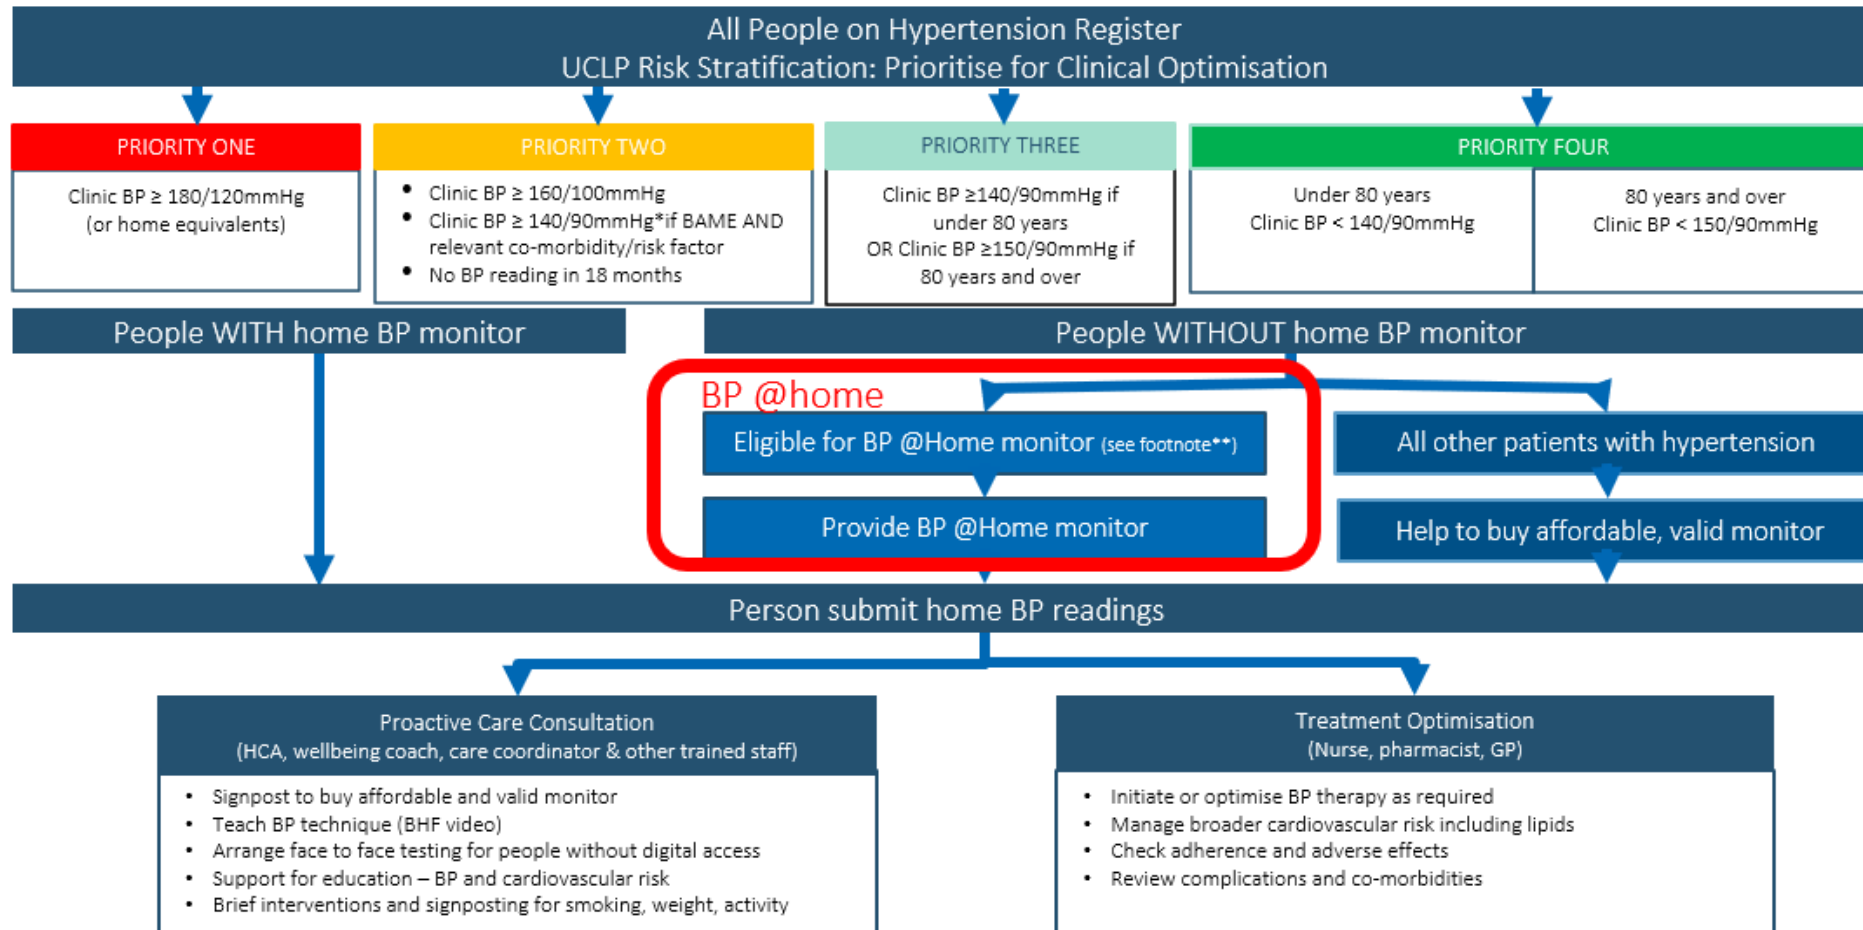 All People on Hypertension Register
UCLP Risk Stratification: Prioritise for Clinical Optimisation
PRIORITY ONE
Clinic BP ≥ 180/120mmHg
(or home equivalents)
PRIORITY TWO
• Clinic BP ≥ 160/100mmHg
• Clinic BP ≥ 140/90mmHg*if BAME AND
relevant co-morbidity/risk factor
• No BP reading in 18 months
PRIORITY THREE
Clinic BP ≥140/90mmHg if
under 80 years
OR Clinic BP ≥150/90mmHg if
80 years and over
PRIORITY FOUR
Under 80 years
Clinic BP < 140/90mmHg
80 years and over
Clinic BP < 150/90mmHg
People WITH home BP monitor
People WITHOUT home BP monitor
BP @home
Eligible for BP @Home monitor (see footnote**)
Provide BP @Home monitor
All other patients with hypertension
Help to buy affordable, valid monitor
Person submit home BP readings
Proactive Care Consultation
(HCA, wellbeing coach, care coordinator & other trained staff)
• Signpost to buy affordable and valid monitor
• Teach BP technique (BHF video)
• Arrange face to face testing for people without digital access
• Support for education – BP and cardiovascular risk
• Brief interventions and signposting for smoking, weight, activity
Treatment Optimisation
(Nurse, pharmacist, GP)
• Initiate or optimise BP therapy as required
• Manage broader cardiovascular risk including lipids
• Check adherence and adverse effects
• Review complications and co-morbidities